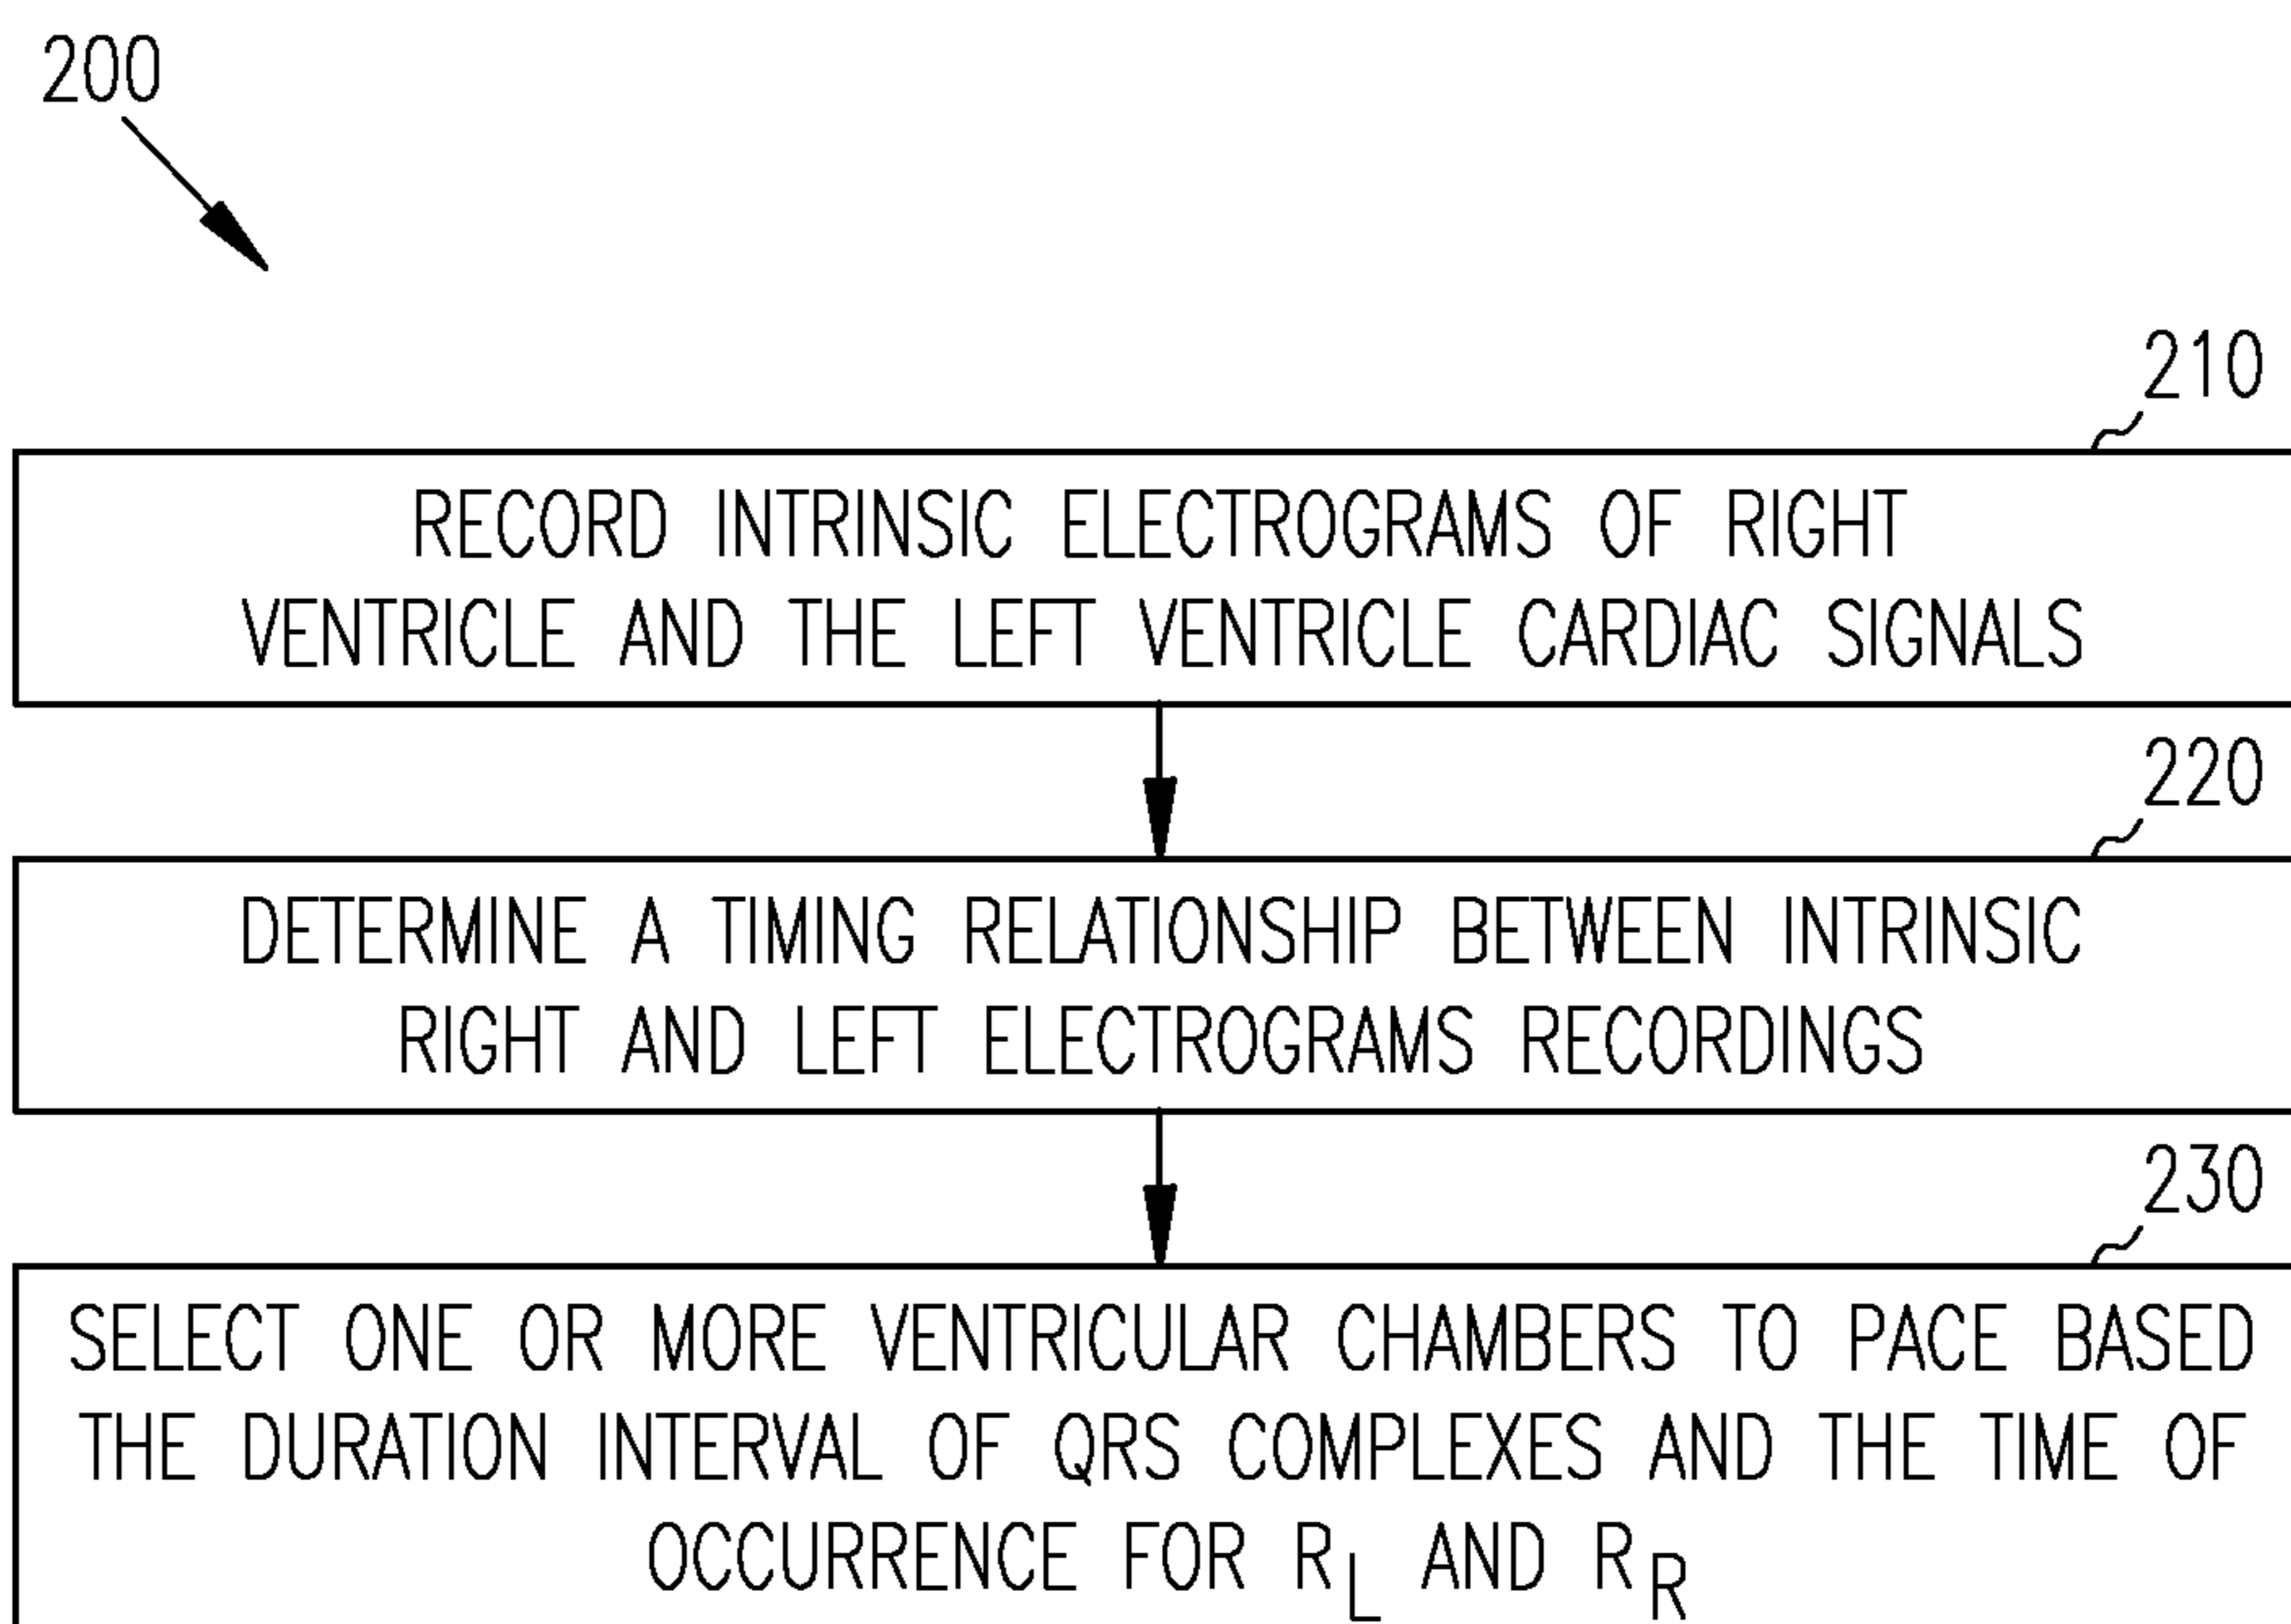 200
210
RECORD INTRINSIC ELECTROGRAMS OF RIGHT
VENTRICLE AND THE LEFT VENTRICLE CARDIAC SIGNALS
220
DETERMINE A TIMING RELATIONSHIP BETWEEN INTRINSIC
RIGHT AND LEFT ELECTROGRAMS RECORDINGS
230
SELECT ONE OR MORE VENTRICULAR CHAMBERS TO PACE BASED
THE DURATION INTERVAL OF QRS COMPLEXES AND THE TIME OF
OCCURRENCE FOR R_L AND R_R